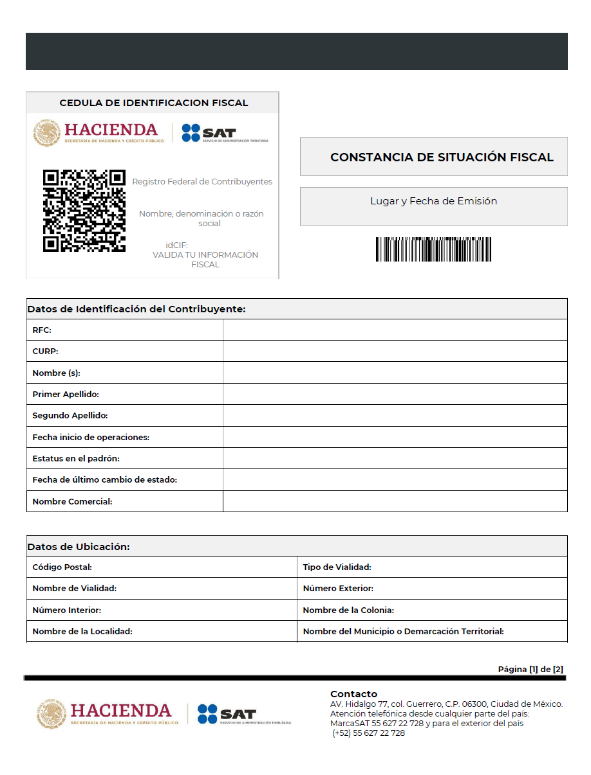 CEDULA DE IDENTIFICACION FISCAL
HACIENDA
SECRETARÍA DE HACIENDA Y CRÉDITO PÚBLICO
SAT
SERVICIO DE ADMINISTRACIÓN TRIBUTARIA
Registro Federal de Contribuyentes
Nombre, denominación o razón
social
idCIF:
VALIDA TU INFORMACIÓN
FISCAL
CONSTANCIA DE SITUACIÓN FISCAL
Lugar y Fecha de Emisión
Datos de Identificación del Contribuyente:
RFC:
CURP:
Nombre (s):
Primer Apellido:
Segundo Apellido:
Fecha inicio de operaciones:
Estatus en el padrón:
Fecha de último cambio de estado:
Nombre Comercial:
Datos de Ubicación:
Código Postal: Tipo de Vialidad:
Nombre de Vialidad: Número Exterior:
Número Interior: Nombre de la Colonia:
Nombre de la Localidad: Nombre del Municipio o Demarcación Territorial:
Página [1] de [2]
HACIENDA
SECRETARÍA DE HACIENDA Y CRÉDITO PÚBLICO
SAT
SERVICIO DE ADMINISTRACIÓN TRIBUTARIA
Contacto
AV. Hidalgo 77, col. Guerrero, C.P. 06300, Ciudad de México.
Atención telefónica desde cualquier parte del país:
MarcaSAT 55 627 22 728 y para el exterior del país
(+52) 55 627 22 728